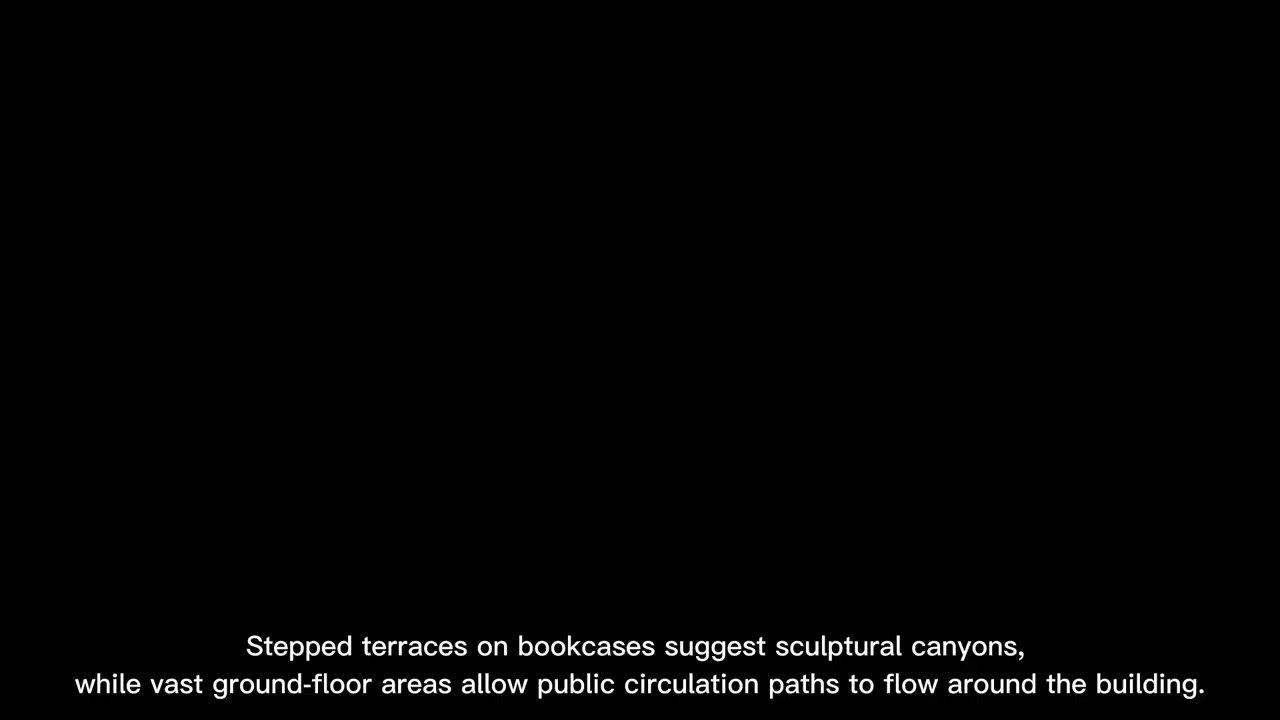 Stepped terraces on bookcases suggest sculptural canyons,
while vast ground-floor areas allow public circulation paths to flow around the building.